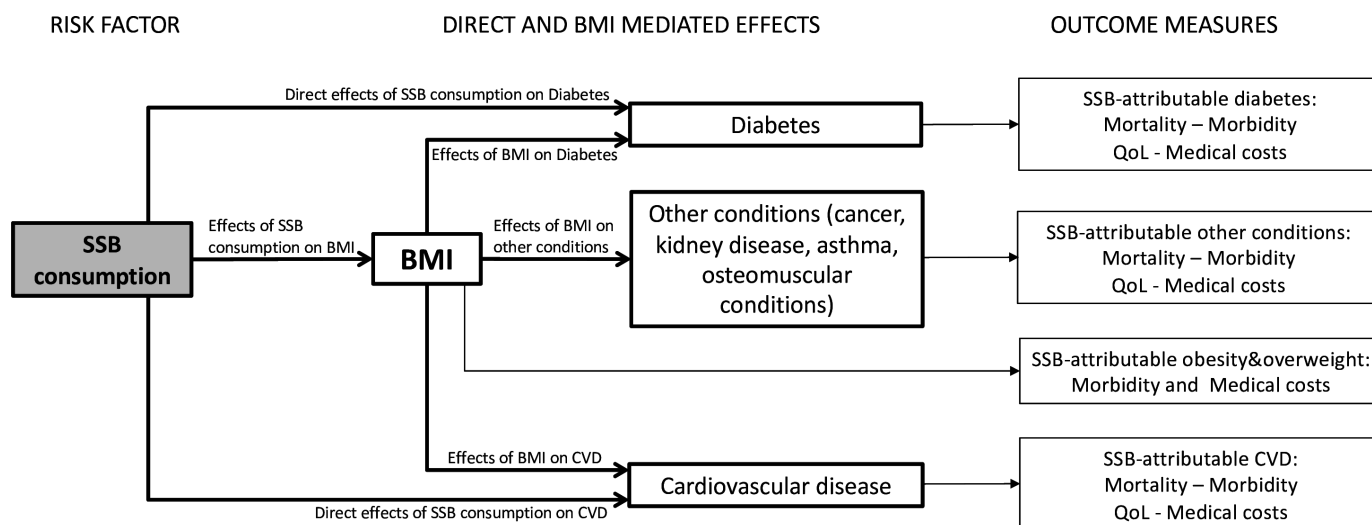 RISK FACTOR
DIRECT AND BMI MEDIATED EFFECTS
OUTCOME MEASURES
Direct effects of SSB consumption on Diabetes
Diabetes
Effects of BMI on Diabetes
SSB-attributable diabetes:
Mortality – Morbidity
QoL - Medical costs
SSB
consumption
Effects of SSB
consumption on BMI
BMI
Effects of BMI on
other conditions
Other conditions (cancer,
kidney disease, asthma,
osteomuscular
conditions)
SSB-attributable other conditions:
Mortality – Morbidity
QoL - Medical costs
SSB-attributable obesity&overweight:
Morbidity and  Medical costs
Effects of BMI on CVD
Cardiovascular disease
Direct effects of SSB consumption on CVD
SSB-attributable CVD:
Mortality – Morbidity
QoL - Medical costs